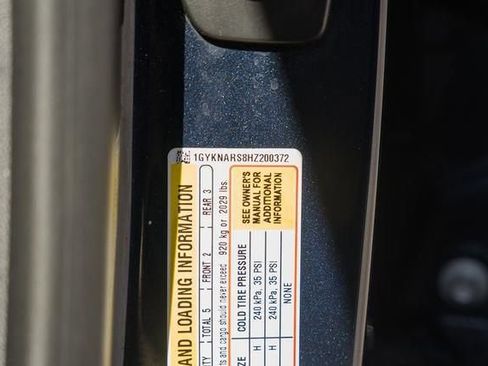 1GYKNARS8HZ200372
AND LOADING INFORMATION
TOTAL 5 FRONT 2 REAR 3
and cargo should never exceed 920 kg or 2029 lbs.
COLD TIRE PRESSURE
H 240 kPa, 35 PSI
H 240 kPa, 35 PSI
NONE
SEE OWNER'S
MANUAL FOR
ADDITIONAL
INFORMATION